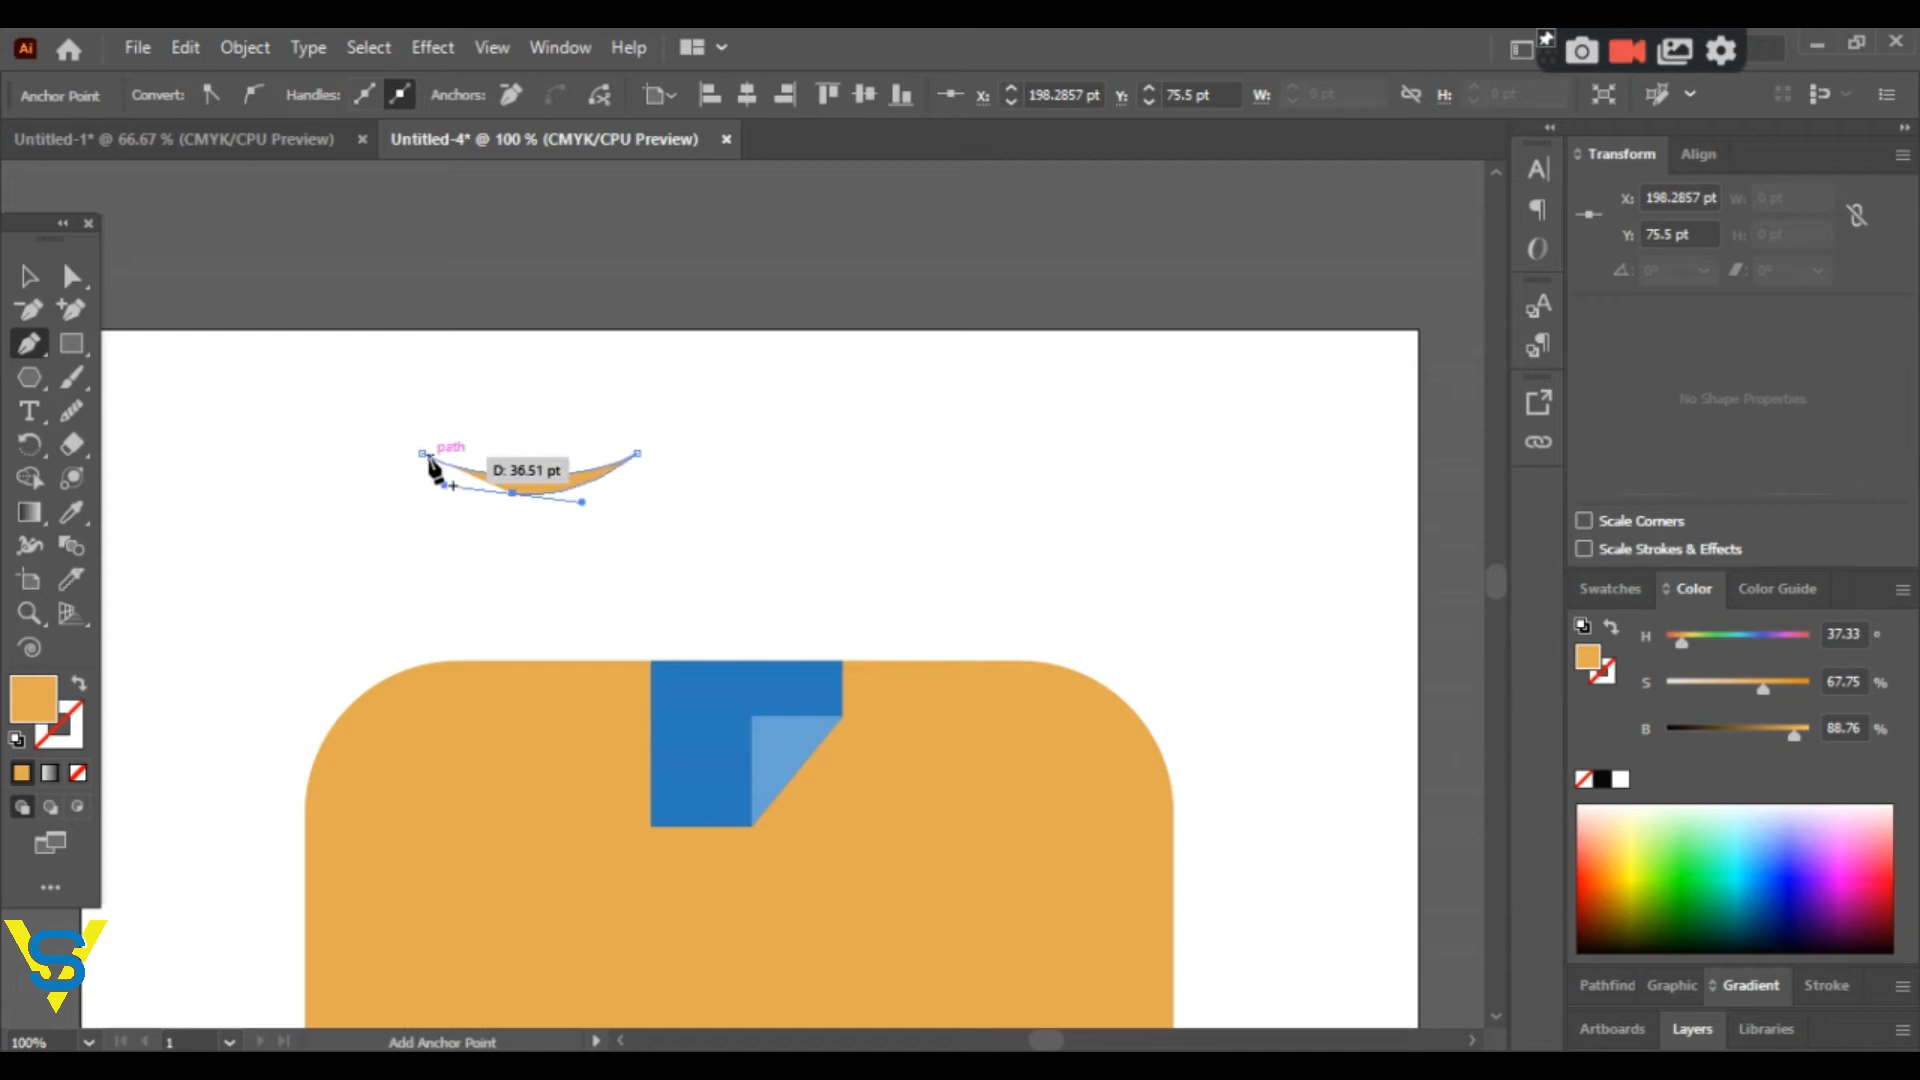 Ai File Edit Object Type Select Effect View Window Help
Anchor Point Convert: Handles: Anchors: X: 198.2857 pt Y: 75.5 pt W: 0 pt H: 0 pt
Untitled-1* @ 66.67 % (CMYK/CPU Preview) × Untitled-4* @ 100 % (CMYK/CPU Preview) ×
Transform Align
X: 198.2857 pt W: 0 pt
Y: 75.5 pt H: 0 pt
0° 0°
No Shape Properties
path
D: 36.51 pt
Scale Corners
Scale Strokes & Effects
Swatches Color Color Guide
H 37.33 °
S 67.75 %
B 88.76 %
VS
Pathfind Graphic Gradient Stroke
Artboards Layers Libraries
100% 1 Add Anchor Point